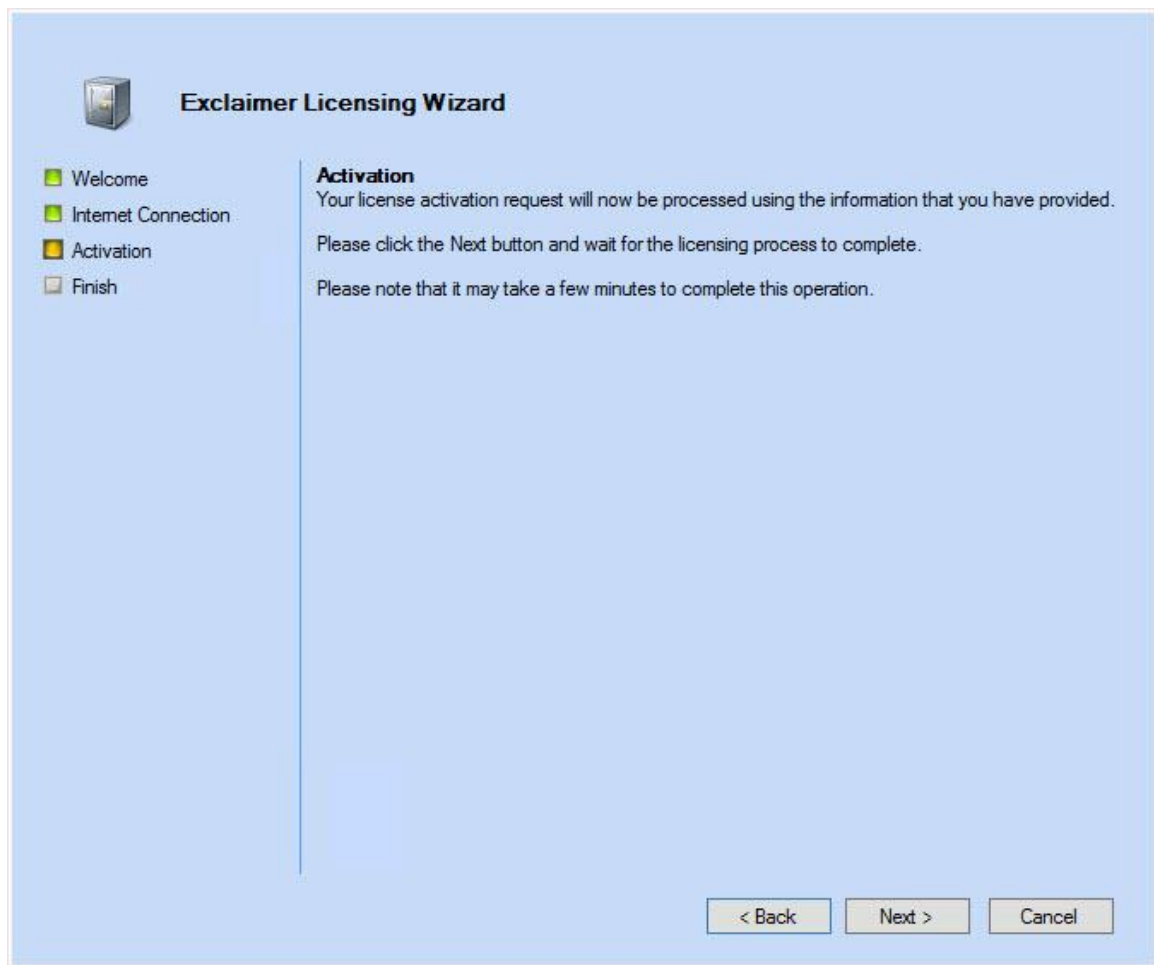 Exclaimer Licensing Wizard
Welcome
Internet Connection
Activation
Finish
Activation
Your license activation request will now be processed using the information that you have provided.
Please click the Next button and wait for the licensing process to complete.
Please note that it may take a few minutes to complete this operation.
< Back
Next >
Cancel